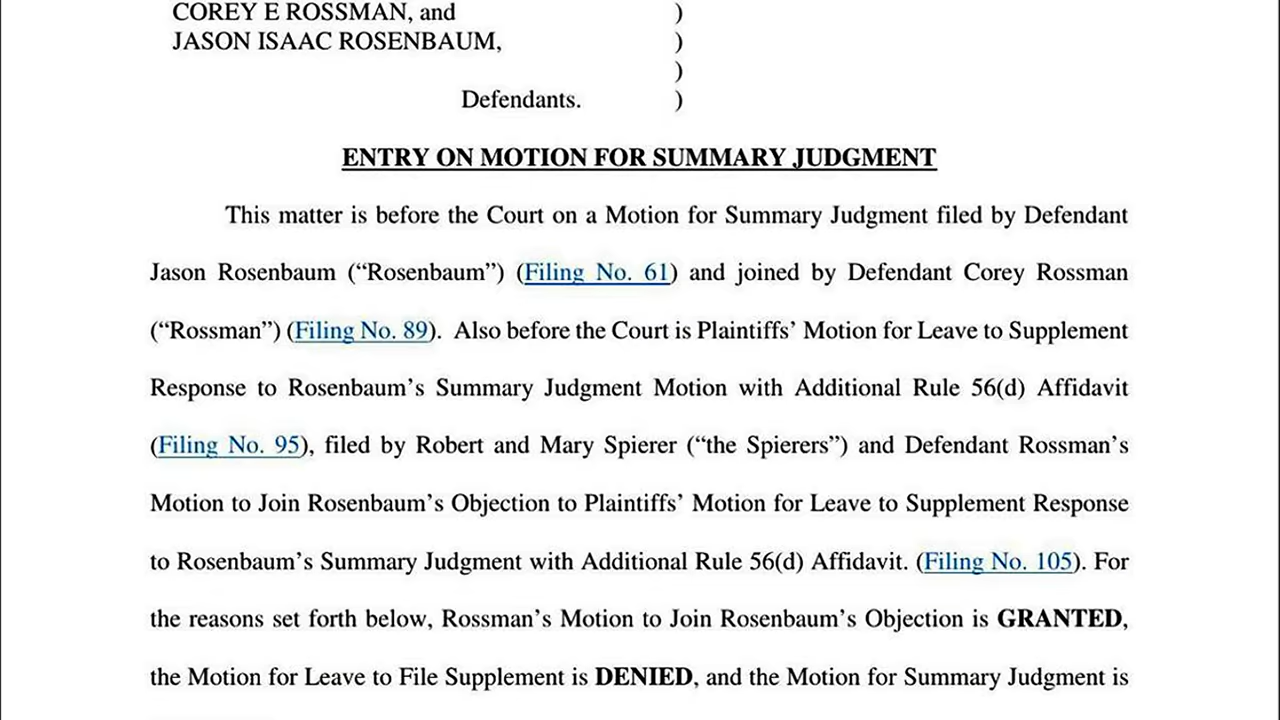 COREY E ROSSMAN, and )
JASON ISAAC ROSENBAUM, )
)
Defendants. )
ENTRY ON MOTION FOR SUMMARY JUDGMENT
This matter is before the Court on a Motion for Summary Judgment filed by Defendant
Jason Rosenbaum (“Rosenbaum”) (Filing No. 61) and joined by Defendant Corey Rossman
(“Rossman”) (Filing No. 89). Also before the Court is Plaintiffs’ Motion for Leave to Supplement
Response to Rosenbaum’s Summary Judgment Motion with Additional Rule 56(d) Affidavit
(Filing No. 95), filed by Robert and Mary Spierer (“the Spierers”) and Defendant Rossman’s
Motion to Join Rosenbaum’s Objection to Plaintiffs’ Motion for Leave to Supplement Response
to Rosenbaum’s Summary Judgment with Additional Rule 56(d) Affidavit. (Filing No. 105). For
the reasons set forth below, Rossman’s Motion to Join Rosenbaum’s Objection is GRANTED,
the Motion for Leave to File Supplement is DENIED, and the Motion for Summary Judgment is